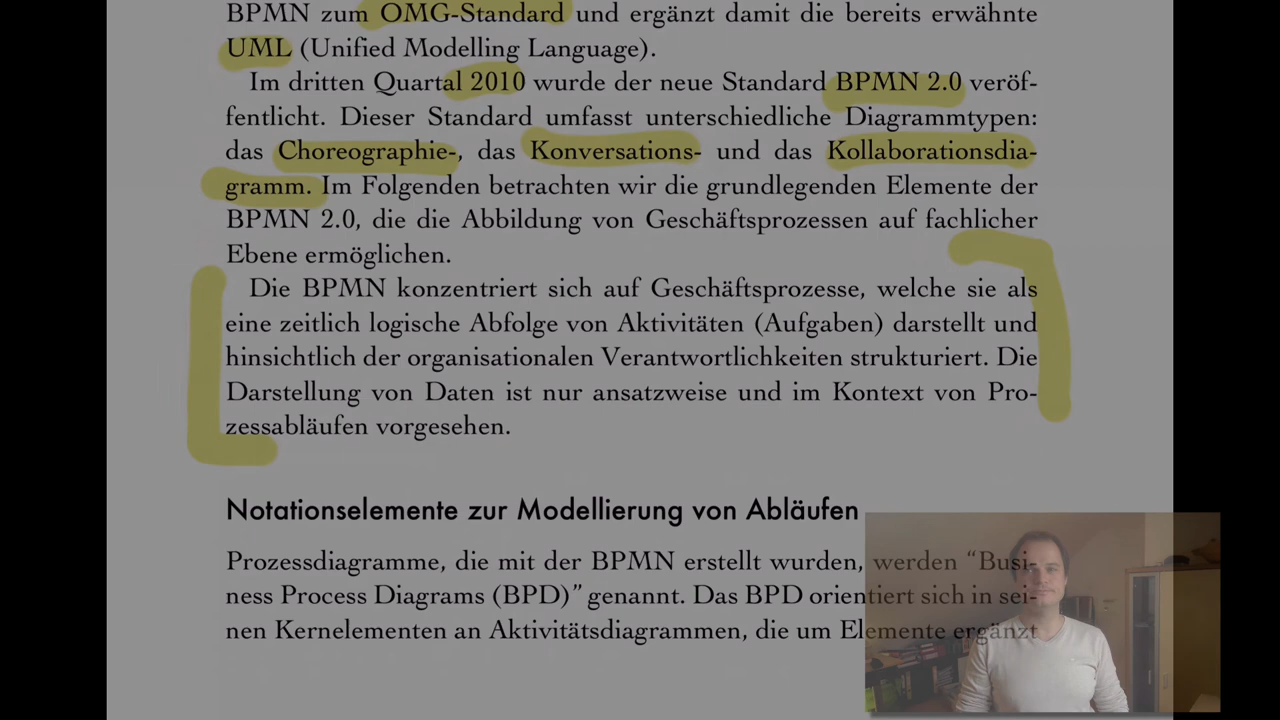 BPMN zum OMG-Standard und ergänzt damit die bereits erwähnte
UML (Unified Modelling Language).
Im dritten Quartal 2010 wurde der neue Standard BPMN 2.0 veröf-
fentlicht. Dieser Standard umfasst unterschiedliche Diagrammtypen:
das Choreographie-, das Konversations- und das Kollaborationsdia-
gramm. Im Folgenden betrachten wir die grundlegenden Elemente der
BPMN 2.0, die die Abbildung von Geschäftsprozessen auf fachlicher
Ebene ermöglichen.
Die BPMN konzentriert sich auf Geschäftsprozesse, welche sie als
eine zeitlich logische Abfolge von Aktivitäten (Aufgaben) darstellt und
hinsichtlich der organisationalen Verantwortlichkeiten strukturiert. Die
Darstellung von Daten ist nur ansatzweise und im Kontext von Pro-
zessabläufen vorgesehen.
Notationselemente zur Modellierung von Abläufen
Prozessdiagramme, die mit der BPMN erstellt wurden, werden “Busi-
ness Process Diagrams (BPD)” genannt. Das BPD orientiert sich in sei-
nen Kernelementen an Aktivitätsdiagrammen, die um Elemente ergänzt